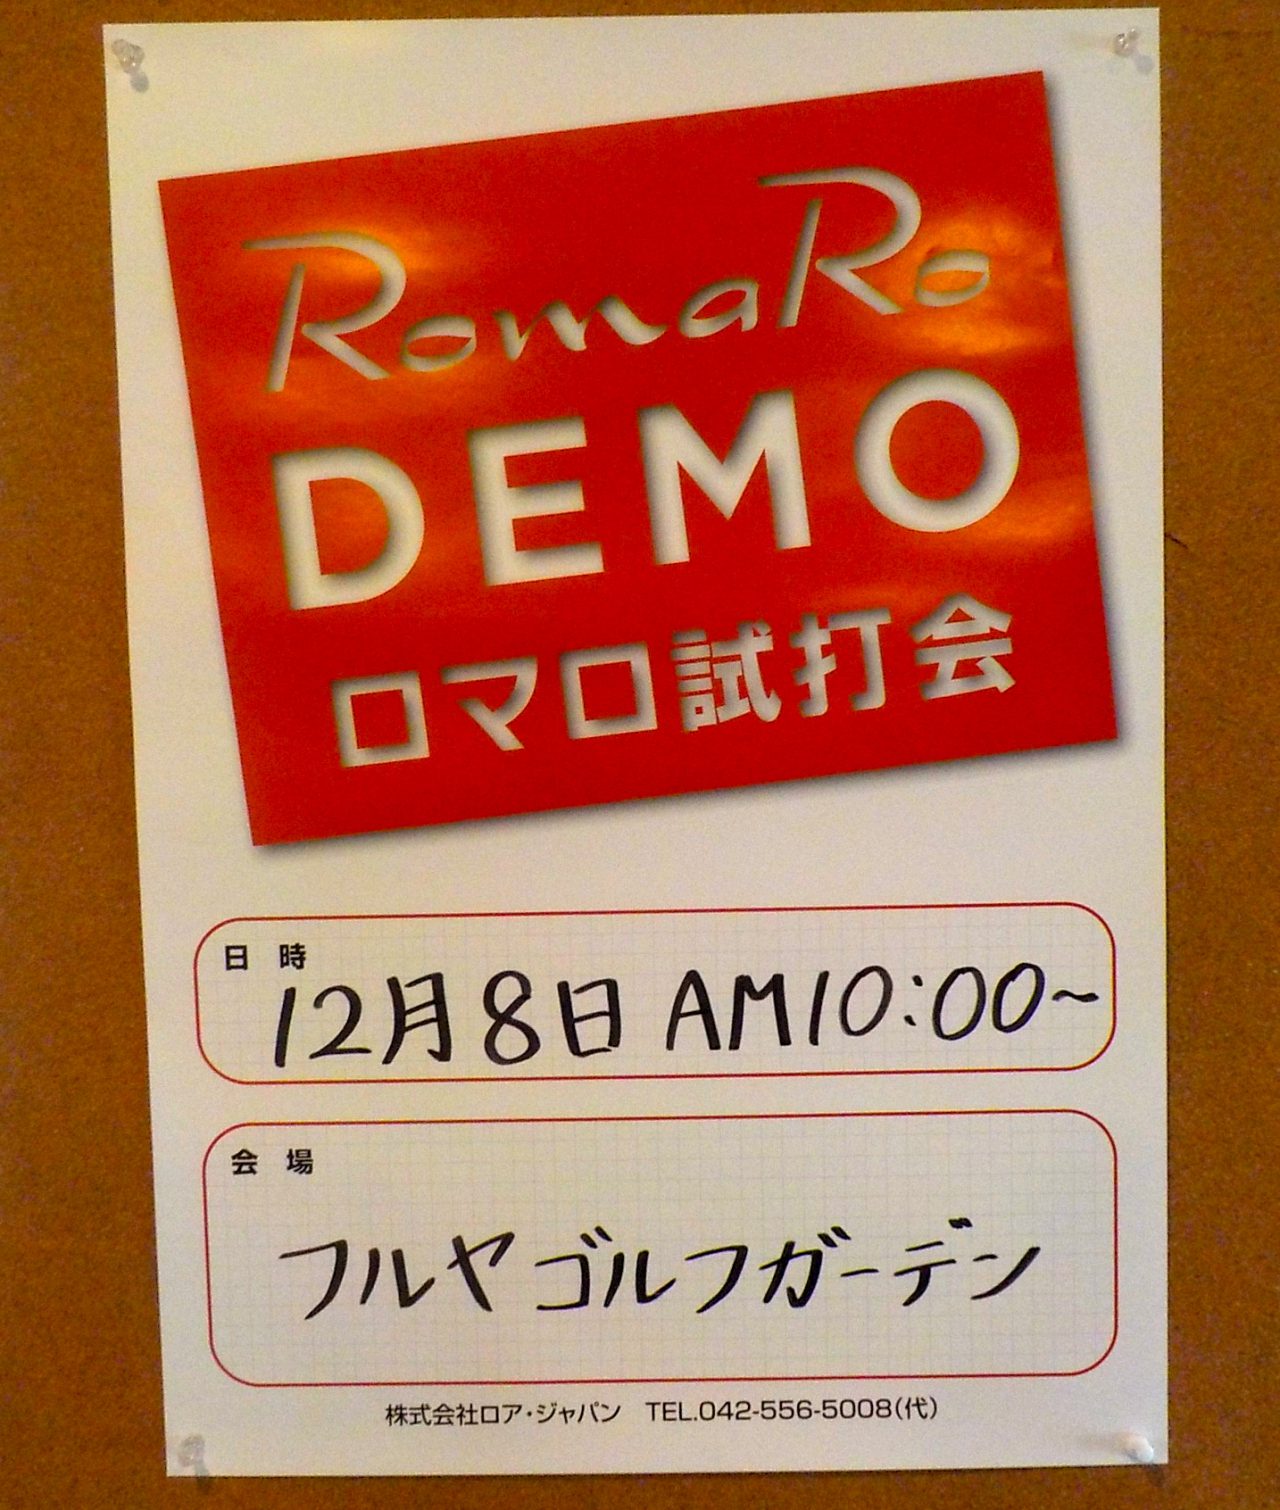 RomaRo
DEMO
ロマロ試打会
日 時
12月8日 AM10:00~
会 場
フルヤゴルフガーデン
株式会社ロア・ジャパン TEL.042-556-5008(代)